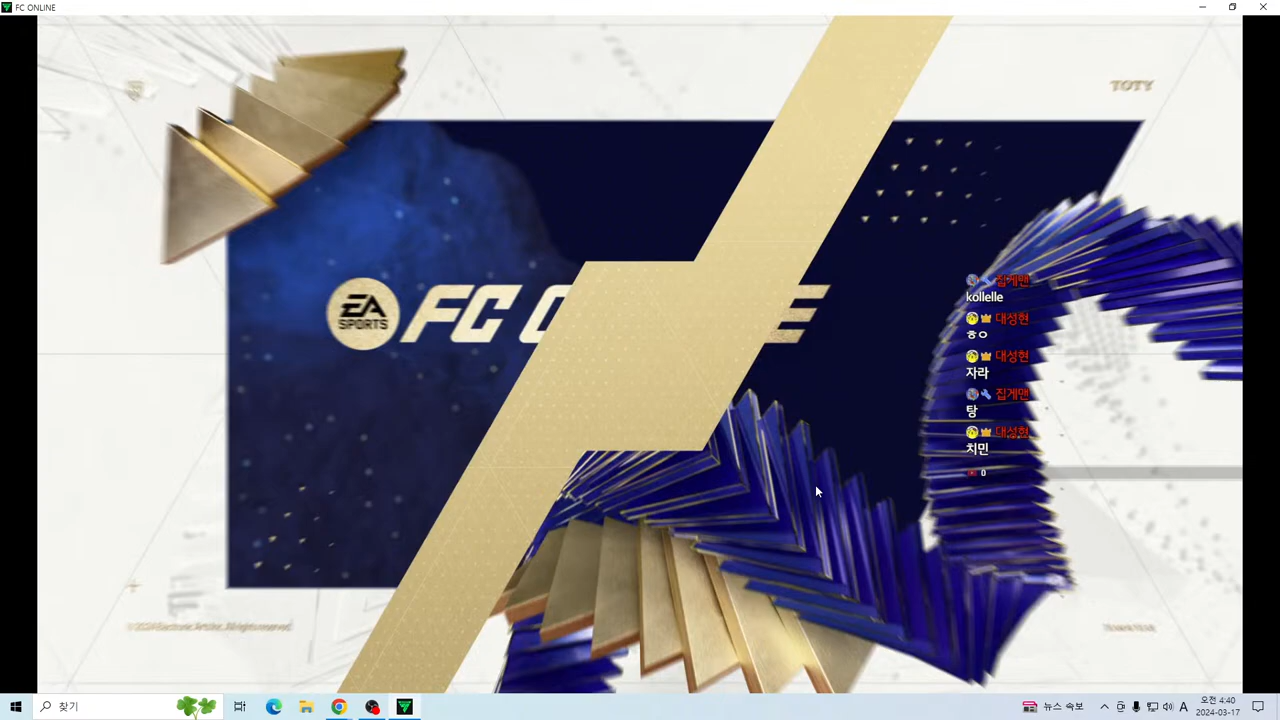 FC ONLINE
TOTY
EA
SPORTS
FC O
E
집게맨
kollelle
대성현
ㅎㅇ
대성현
자라
집게맨
탕
대성현
치민
0
찾기
뉴스 속보
A
오전 4:40
2024-03-17